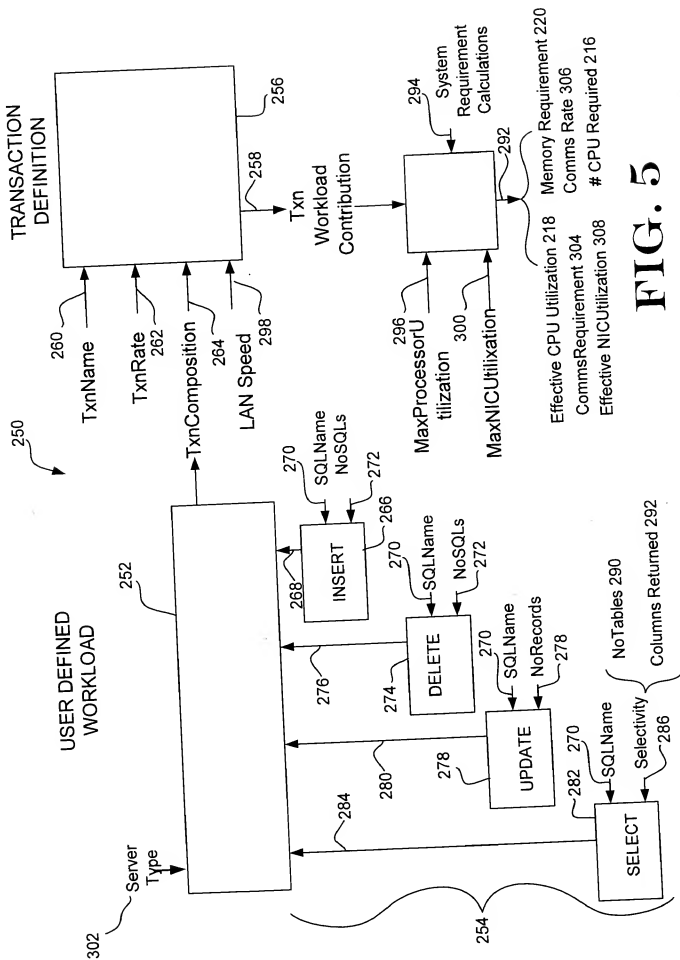 TRANSACTION
DEFINITION
256
258
260
TxnName
262
TxnRate
264
TxnComposition
298
LAN Speed
Txn
Workload
Contribution
294
System
Requirement
Calculations
292
296
MaxProcessorU
tilization
300
MaxNICUtilixation
Effective CPU Utilization 218
CommsRequirement 304
Effective NICUtilization 308
Memory Requirement 220
Comms Rate 306
# CPU Required 216
FIG. 5
250
USER DEFINED
WORKLOAD
252
302
Server
Type
268
INSERT
266
270
SQLName
NoSQLs
272
276
274
DELETE
270
SQLName
NoSQLs
272
280
278
UPDATE
270
SQLName
NoRecords
278
284
282
SELECT
270
SQLName
Selectivity
286
NoTables 290
Columns Returned 292
254